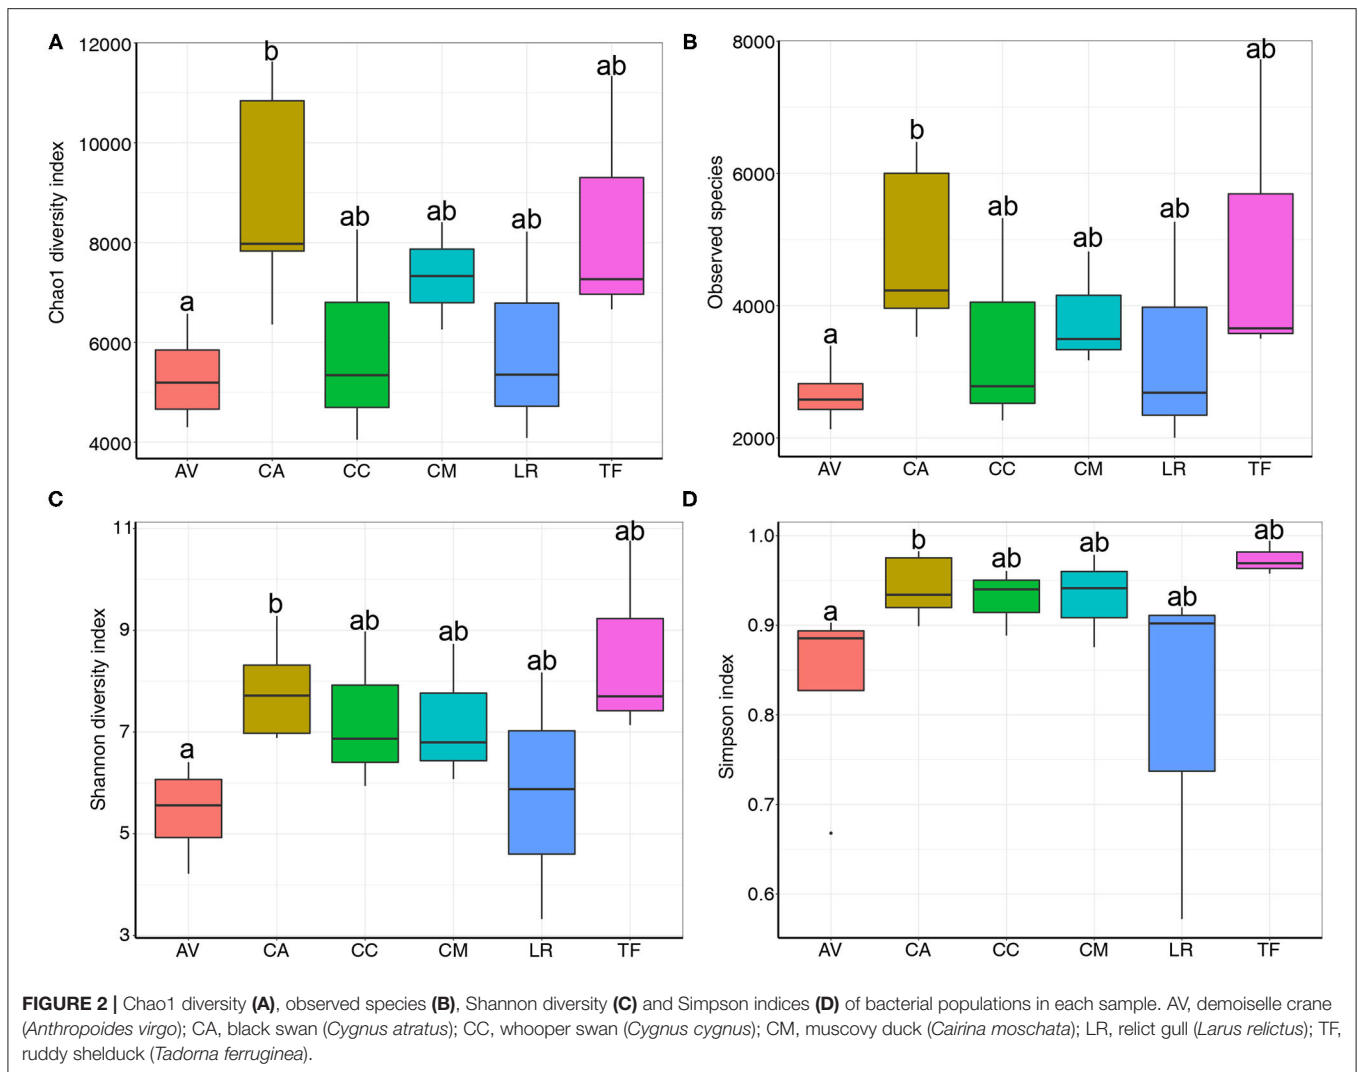 A
12000
10000
8000
6000
4000
Chao1 diversity index
a
b
ab
ab
ab
ab
AV CA CC CM LR TF
B
8000
6000
4000
2000
Observed species
a
b
ab
ab
ab
ab
AV CA CC CM LR TF
C
11
9
7
5
3
Shannon diversity index
a
b
ab
ab
ab
ab
AV CA CC CM LR TF
D
1.0
0.9
0.8
0.7
0.6
Simpson index
a
b
ab
ab
ab
ab
AV CA CC CM LR TF
FIGURE 2 | Chao1 diversity (A), observed species (B), Shannon diversity (C) and Simpson indices (D) of bacterial populations in each sample. AV, demoiselle crane
(Anthropoides virgo); CA, black swan (Cygnus atratus); CC, whooper swan (Cygnus cygnus); CM, muscovy duck (Cairina moschata); LR, relict gull (Larus relictus); TF,
ruddy shelduck (Tadorna ferruginea).